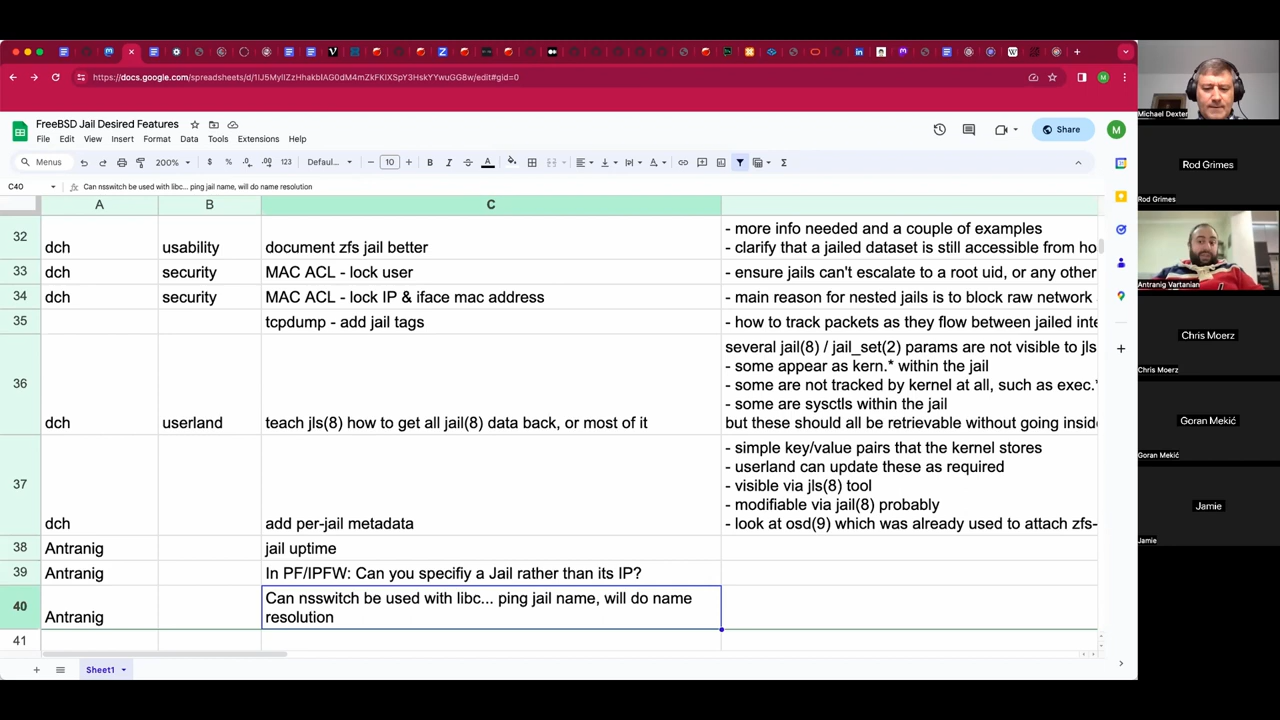 https://docs.google.com/spreadsheets/d/1IJ5MylIZzHhakbIAG0dM4mZkFKIXSpY3HskYYwuGG8w/edit#gid=0
FreeBSD Jail Desired Features
File Edit View Insert Format Data Tools Extensions Help
Share
M
Menus
200%
$ % .0 .00 123
Defaul...
10
C40
Can nsswitch be used with libc... ping jail name, will do name resolution
A B C
32 dch usability document zfs jail better
- more info needed and a couple of examples
- clarify that a jailed dataset is still accessible from ho
33 dch security MAC ACL - lock user - ensure jails can't escalate to a root uid, or any other
34 dch security MAC ACL - lock IP & iface mac address - main reason for nested jails is to block raw network
35 tcpdump - add jail tags - how to track packets as they flow between jailed inte
36 dch userland teach jls(8) how to get all jail(8) data back, or most of it
several jail(8) / jail_set(2) params are not visible to jls
- some appear as kern.* within the jail
- some are not tracked by kernel at all, such as exec.*
- some are sysctls within the jail
but these should all be retrievable without going insid
37 dch add per-jail metadata
- simple key/value pairs that the kernel stores
- userland can update these as required
- visible via jls(8) tool
- modifiable via jail(8) probably
- look at osd(9) which was already used to attach zfs-
38 Antranig jail uptime
39 Antranig In PF/IPFW: Can you specifiy a Jail rather than its IP?
40 Antranig Can nsswitch be used with libc... ping jail name, will do name
resolution
41
Sheet1
Michael Dexter
Rod Grimes
Rod Grimes
Antranig Vartanian
Chris Moerz
Chris Moerz
Goran Mekić
Goran Mekić
Jamie
Jamie